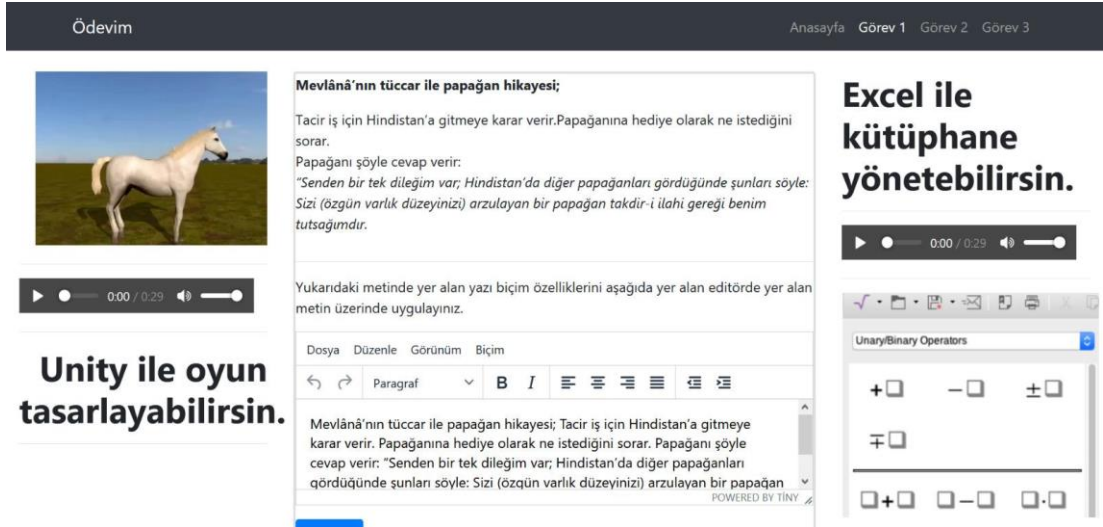 Ödevim
Anasayfa Görev 1 Görev 2 Görev 3
0:00 / 0:29
Unity ile oyun
tasarlayabilirsin.
Mevlânâ’nın tüccar ile papağan hikayesi;
Tacir iş için Hindistan’a gitmeye karar verir.Papağanına hediye olarak ne istediğini
sorar.
Papağanı şöyle cevap verir:
“Senden bir tek dileğim var; Hindistan’da diğer papağanları gördüğünde şunları söyle:
Sizi (özgün varlık düzeyinizi) arzulayan bir papağan takdir-i ilahi gereği benim
tutsağımdır.
Yukarıdaki metinde yer alan yazı biçim özelliklerini aşağıda yer alan editörde yer alan
metin üzerinde uygulayınız.
Dosya Düzenle Görünüm Biçim
Paragraf B I
Mevlânâ’nın tüccar ile papağan hikayesi; Tacir iş için Hindistan’a gitmeye
karar verir. Papağanına hediye olarak ne istediğini sorar. Papağanı şöyle
cevap verir: “Senden bir tek dileğim var; Hindistan’da diğer papağanları
gördüğünde şunları söyle: Sizi (özgün varlık düzeyinizi) arzulayan bir papağan
POWERED BY TINY
Excel ile
kütüphane
yönetebilirsin.
0:00 / 0:29
Unary/Binary Operators
+□ −□ ±□
∓□
□+□ □−□ □·□